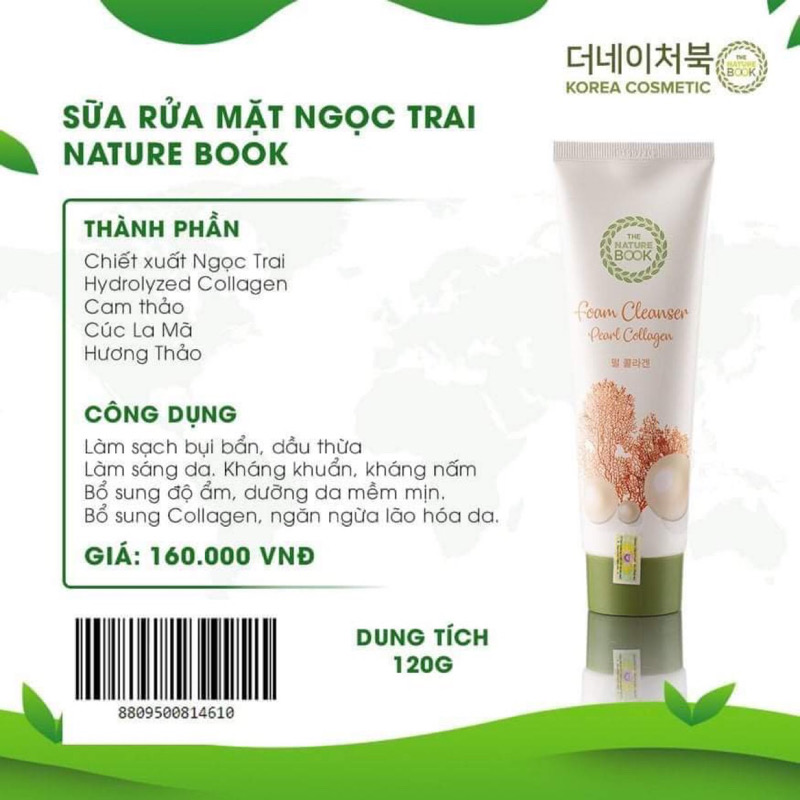 더네이처북
KOREA COSMETIC
THE
NATURE
BOOK
SỮA RỬA MẶT NGỌC TRAI
NATURE BOOK
THÀNH PHẦN
Chiết xuất Ngọc Trai
Hydrolyzed Collagen
Cam thảo
Cúc La Mã
Hương Thảo
CÔNG DỤNG
Làm sạch bụi bẩn, dầu thừa
Làm sáng da. Kháng khuẩn, kháng nấm
Bổ sung độ ẩm, dưỡng da mềm mịn.
Bổ sung Collagen, ngăn ngừa lão hóa da.
GIÁ: 160.000 VNĐ
8809500814610
DUNG TÍCH
120G
THE
NATURE
BOOK
Foam Cleanser
Pearl Collagen
펄 콜라겐